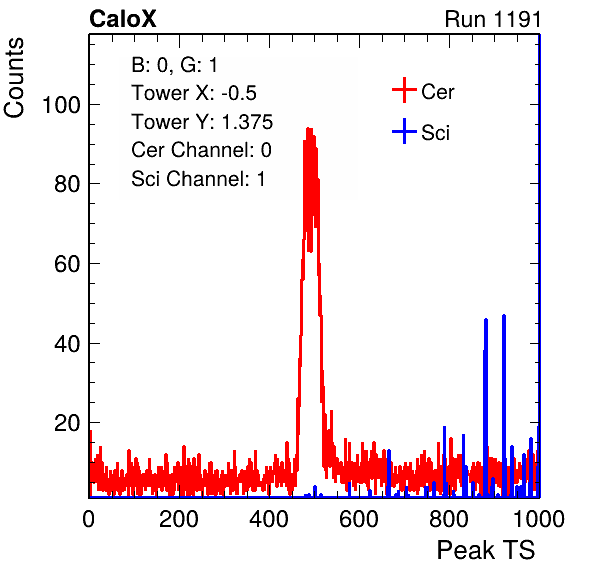 CaloX Run 1191
Counts
B: 0, G: 1
Tower X: -0.5
Tower Y: 1.375
Cer Channel: 0
Sci Channel: 1
Cer
Sci
100
80
60
40
20
0 200 400 600 800 1000
Peak TS